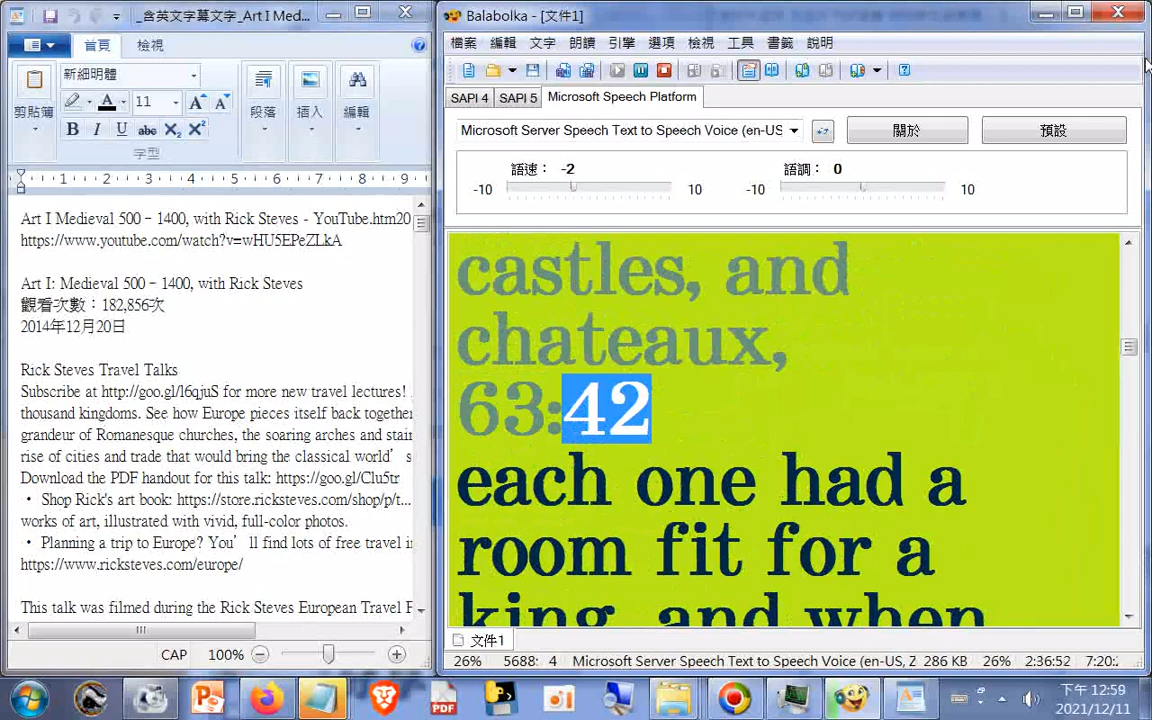 _含英文字幕文字_Art I Med...
首頁
檢視
剪貼簿
新細明體
11
B I U abc X₂ X²
字型
段落
插入
編輯
1 2 3 4 5 6 7 8 9
Art I Medieval 500－1400, with Rick Steves - YouTube.htm20
https://www.youtube.com/watch?v=wHU5EPeZLkA
Art I: Medieval 500－1400, with Rick Steves
觀看次數：182,856次
2014年12月20日
Rick Steves Travel Talks
Subscribe at http://goo.gl/l6qjuS for more new travel lectures!
thousand kingdoms. See how Europe pieces itself back together
grandeur of Romanesque churches, the soaring arches and stai
rise of cities and trade that would bring the classical world’s
Download the PDF handout for this talk: https://goo.gl/Clu5tr
• Shop Rick's art book: https://store.ricksteves.com/shop/p/t...
works of art, illustrated with vivid, full-color photos.
• Planning a trip to Europe? You’ll find lots of free travel i
https://www.ricksteves.com/europe/
This talk was filmed during the Rick Steves European Travel F
CAP 100%
Balabolka - [文件1]
檔案 編輯 文字 朗讀 引擎 選項 檢視 工具 書籤 說明
SAPI 4 SAPI 5 Microsoft Speech Platform
Microsoft Server Speech Text to Speech Voice (en-US
關於
預設
語速： -2
-10 10
語調： 0
-10 10
castles, and
chateaux,
63:42
each one had a
room fit for a
king, and when
文件1
26% 5688: 4 Microsoft Server Speech Text to Speech Voice (en-US, Z 286 KB 26% 2:36:52 7:20:
PDF
下午 12:59
2021/12/11